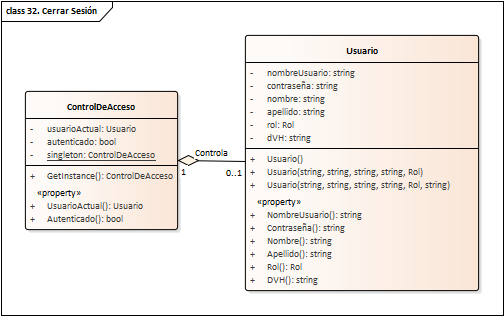 class 32. Cerrar Sesión
ControlDeAcceso
- usuarioActual: Usuario
- autenticado: bool
- singleton: ControlDeAcceso
+ GetInstance(): ControlDeAcceso
«property»
+ UsuarioActual(): Usuario
+ Autenticado(): bool
Controla
1
0..1
Usuario
- nombreUsuario: string
- contraseña: string
- nombre: string
- apellido: string
- rol: Rol
- dVH: string
+ Usuario()
+ Usuario(string, string, string, string, Rol)
+ Usuario(string, string, string, string, Rol, string)
«property»
+ NombreUsuario(): string
+ Contraseña(): string
+ Nombre(): string
+ Apellido(): string
+ Rol(): Rol
+ DVH(): string